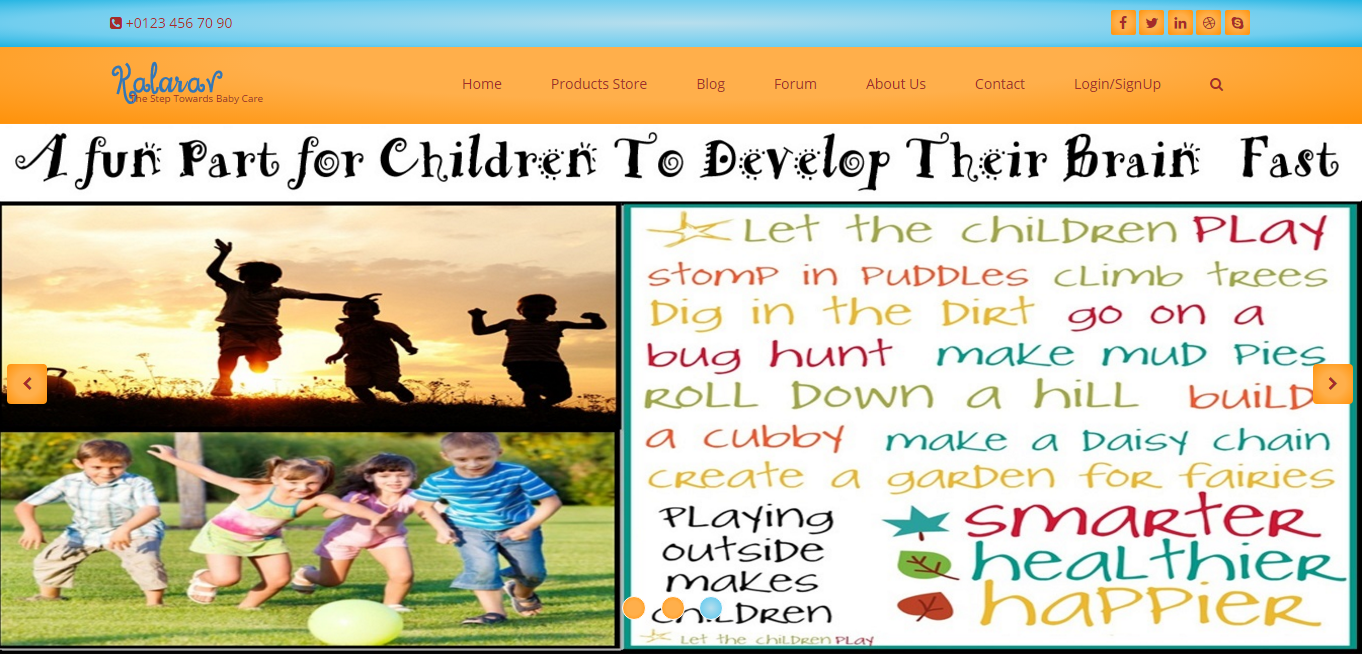 +0123 456 70 90
Kalarav
The Step Towards Baby Care
Home Products Store Blog Forum About Us Contact Login/SignUp
A fun Part for Children To Develop Their Brain Fast
Let the children PLAY
stomp in puddles climb trees
Dig in the Dirt go on a
bug hunt make mud pies
ROLL DOWN a hill build
a cubby make a daisy chain
create a garden for fairies
Playing
outside
makes
children
smarter
healthier
happier
Let the children PLAY